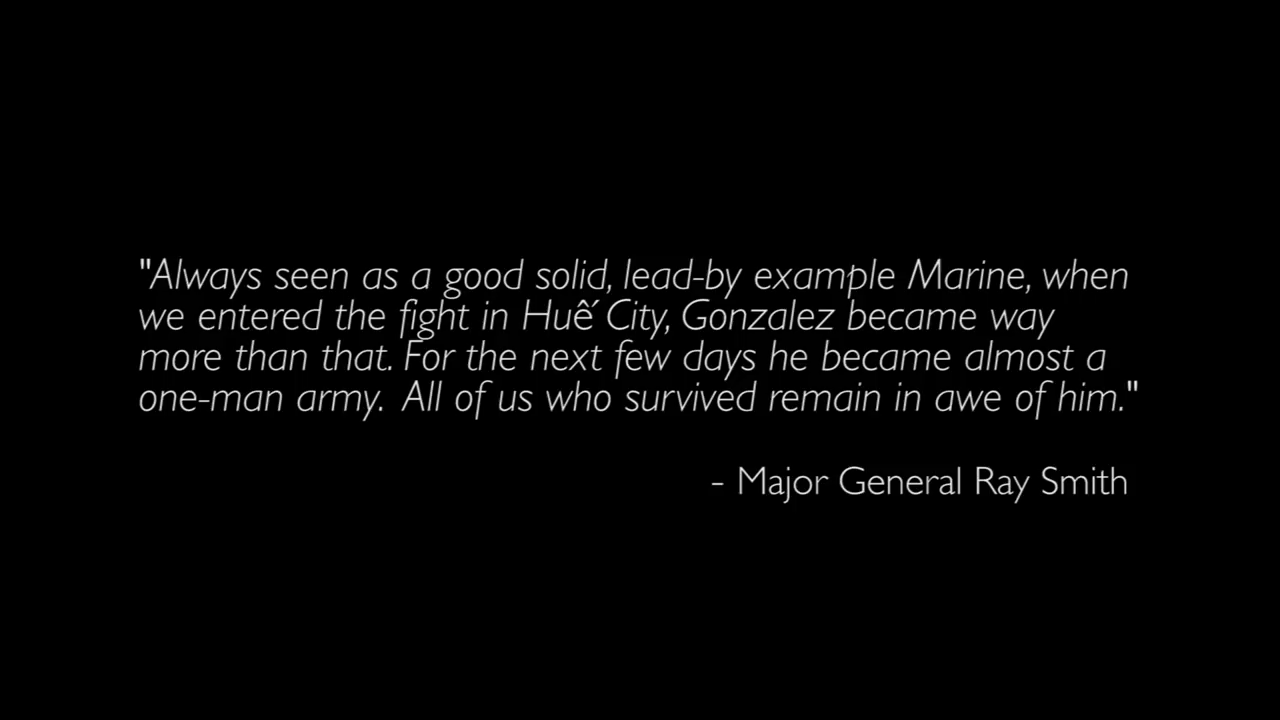 "Always seen as a good solid, lead-by example Marine, when
we entered the fight in Huế City, Gonzalez became way
more than that. For the next few days he became almost a
one-man army.  All of us who survived remain in awe of him."
- Major General Ray Smith